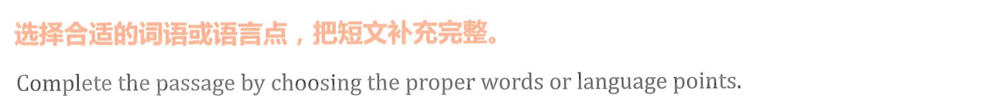 选择合适的词语或语言点，把短文补充完整。
Complete the passage by choosing the proper words or language points.